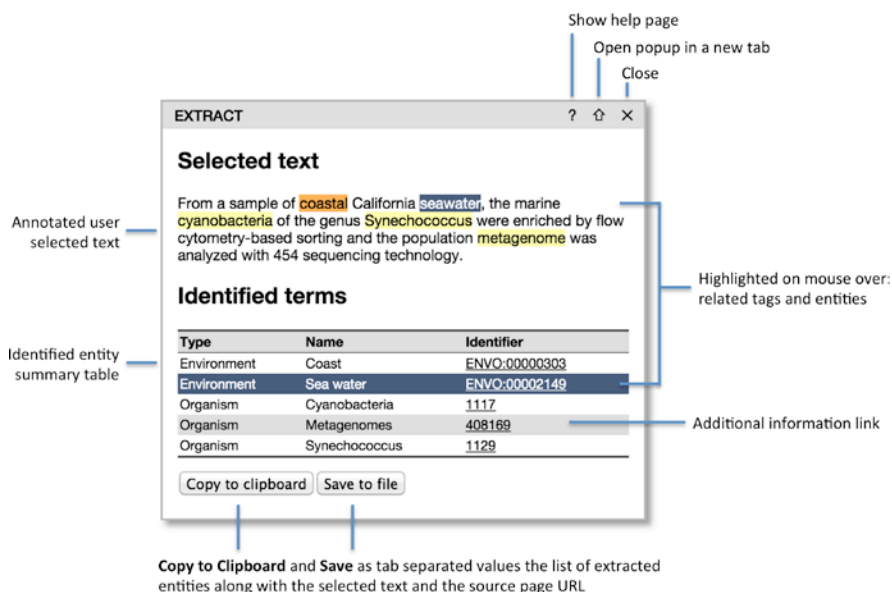 Show help page
Open popup in a new tab
Close
EXTRACT ? ⇧ ×
Selected text
From a sample of coastal California seawater, the marine
cyanobacteria of the genus Synechococcus were enriched by flow
cytometry-based sorting and the population metagenome was
analyzed with 454 sequencing technology.
Annotated user
selected text
Highlighted on mouse over:
related tags and entities
Identified terms
Identified entity
summary table
Type Name Identifier
Environment Coast ENVO:00000303
Environment Sea water ENVO:00002149
Organism Cyanobacteria 1117
Organism Metagenomes 408169
Organism Synechococcus 1129
Additional information link
Copy to clipboard Save to file
Copy to Clipboard and Save as tab separated values the list of extracted
entities along with the selected text and the source page URL